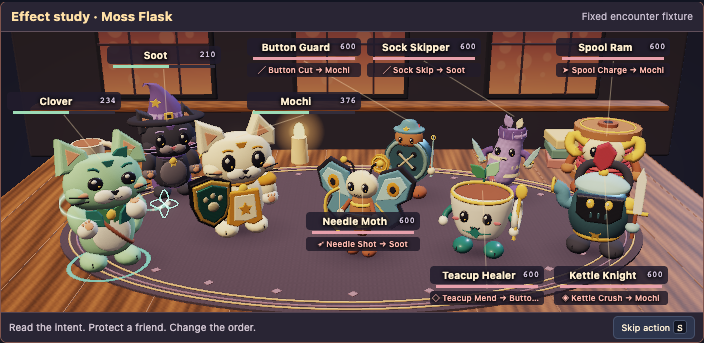 Effect study · Moss Flask
Fixed encounter fixture
Soot 210
Button Guard 600
⟋ Button Cut → Mochi
Sock Skipper 600
⟋ Sock Skip → Soot
Spool Ram 600
➤ Spool Charge → Mochi
Clover 234
Mochi 376
Needle Moth 600
➶ Needle Shot → Soot
Teacup Healer 600
◇ Teacup Mend → Butto...
Kettle Knight 600
◈ Kettle Crush → Mochi
Read the intent. Protect a friend. Change the order.
Skip action S